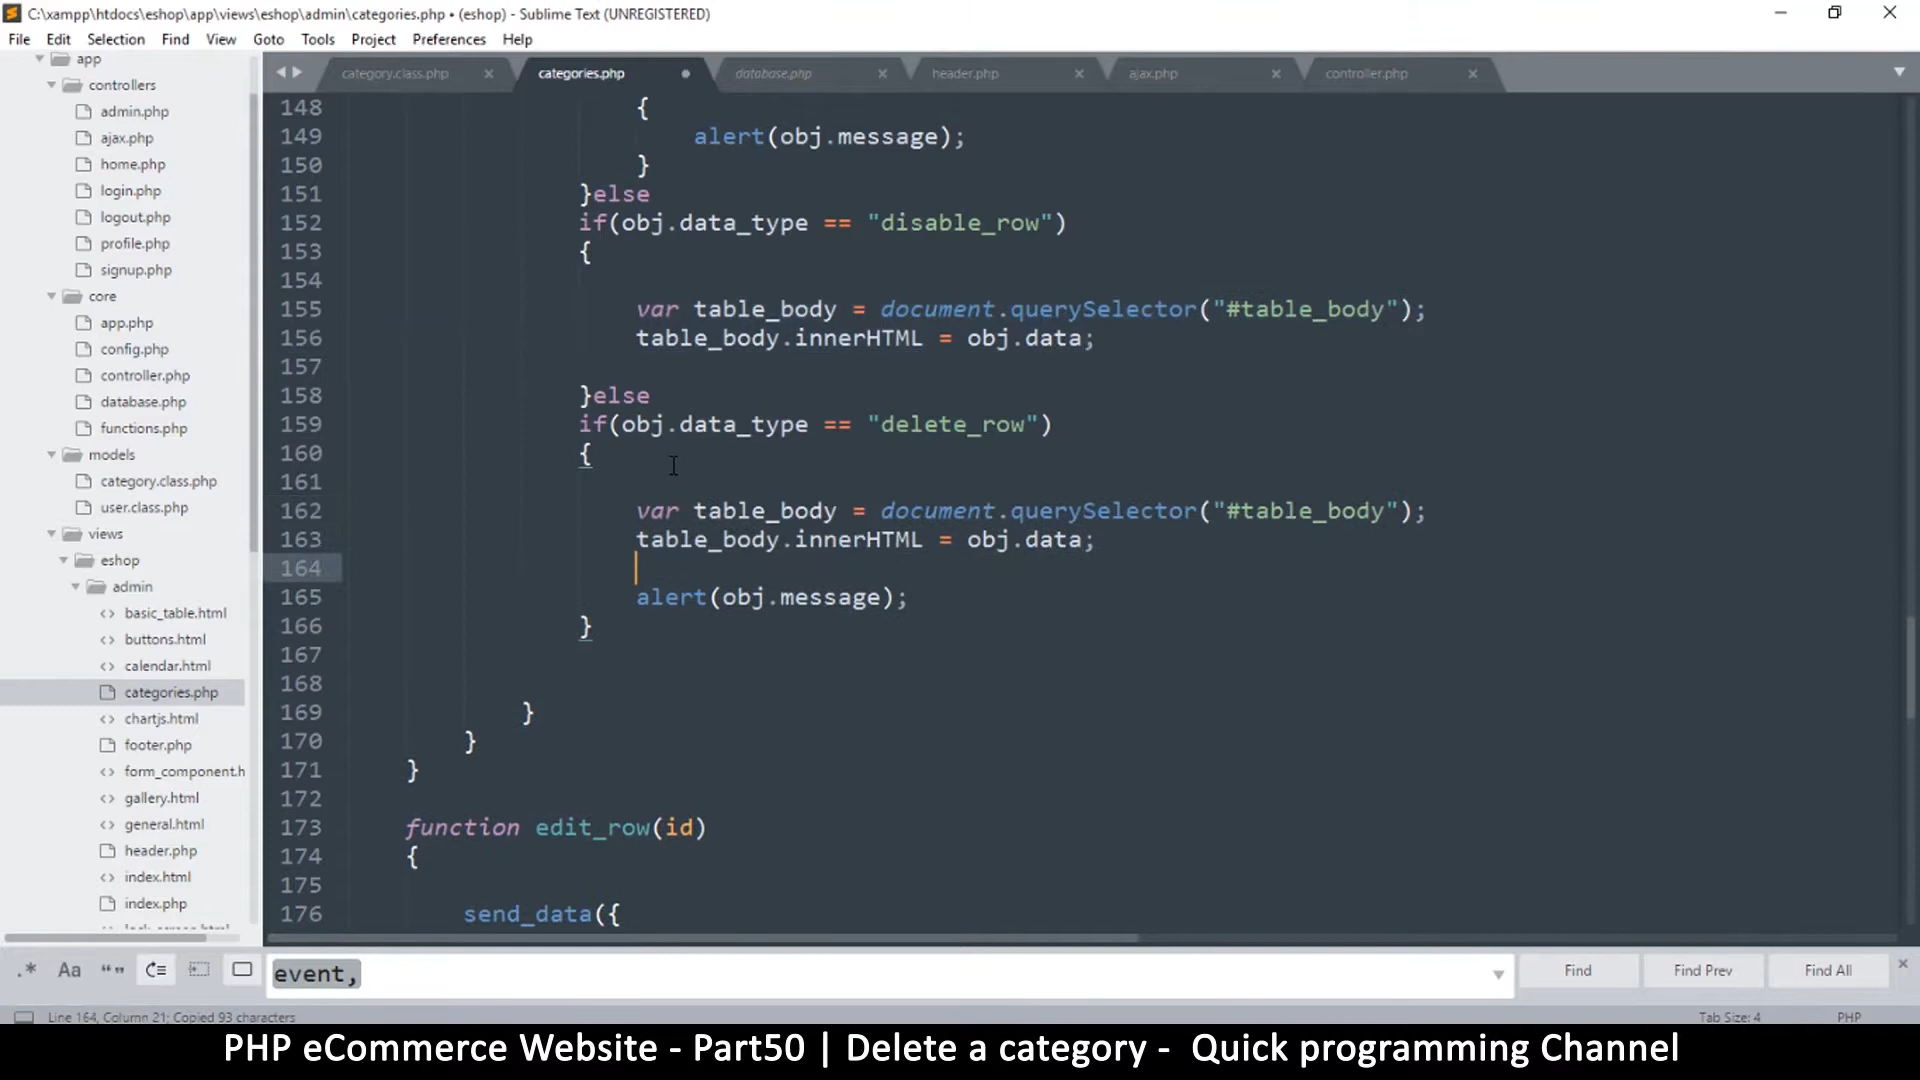 C:\xampp\htdocs\eshop\app\views\eshop\admin\categories.php • (eshop) - Sublime Text (UNREGISTERED)
File Edit Selection Find View Goto Tools Project Preferences Help
category.class.php categories.php database.php header.php ajax.php controller.php
app
controllers
admin.php
ajax.php
home.php
login.php
logout.php
profile.php
signup.php
core
app.php
config.php
controller.php
database.php
functions.php
models
category.class.php
user.class.php
views
eshop
admin
basic_table.html
buttons.html
calendar.html
categories.php
chartjs.html
footer.php
form_component.h
gallery.html
general.html
header.php
index.html
index.php
148 {
149 alert(obj.message);
150 }
151 }else
152 if(obj.data_type == "disable_row")
153 {
154
155 var table_body = document.querySelector("#table_body");
156 table_body.innerHTML = obj.data;
157
158 }else
159 if(obj.data_type == "delete_row")
160 {
161
162 var table_body = document.querySelector("#table_body");
163 table_body.innerHTML = obj.data;
164
165 alert(obj.message);
166 }
167
168
169 }
170 }
171 }
172
173 function edit_row(id)
174 {
175
176 send_data({
.* Aa “” event, Find Find Prev Find All
Line 164, Column 21; Copied 93 characters Tab Size: 4 PHP
PHP eCommerce Website - Part50 | Delete a category - Quick programming Channel